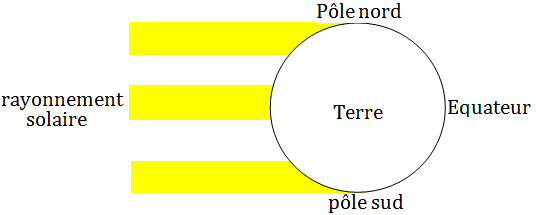 Pôle nord
rayonnement
solaire
Terre
Equateur
pôle sud